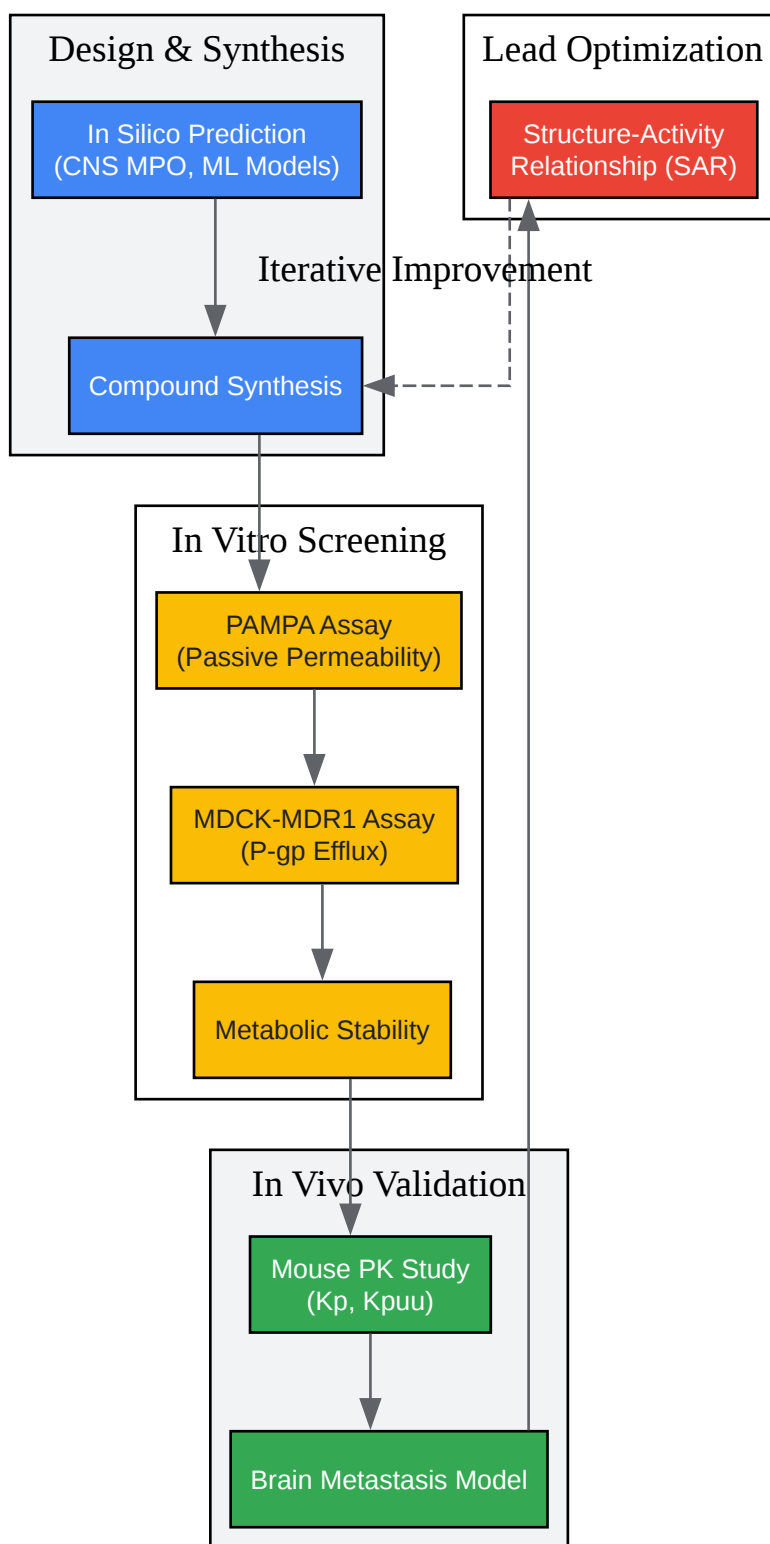 Design & Synthesis
In Silico Prediction
(CNS MPO, ML Models)
Compound Synthesis
Lead Optimization
Structure-Activity
Relationship (SAR)
Iterative Improvement
In Vitro Screening
PAMPA Assay
(Passive Permeability)
MDCK-MDR1 Assay
(P-gp Efflux)
Metabolic Stability
In Vivo Validation
Mouse PK Study
(Kp, Kpuu)
Brain Metastasis Model